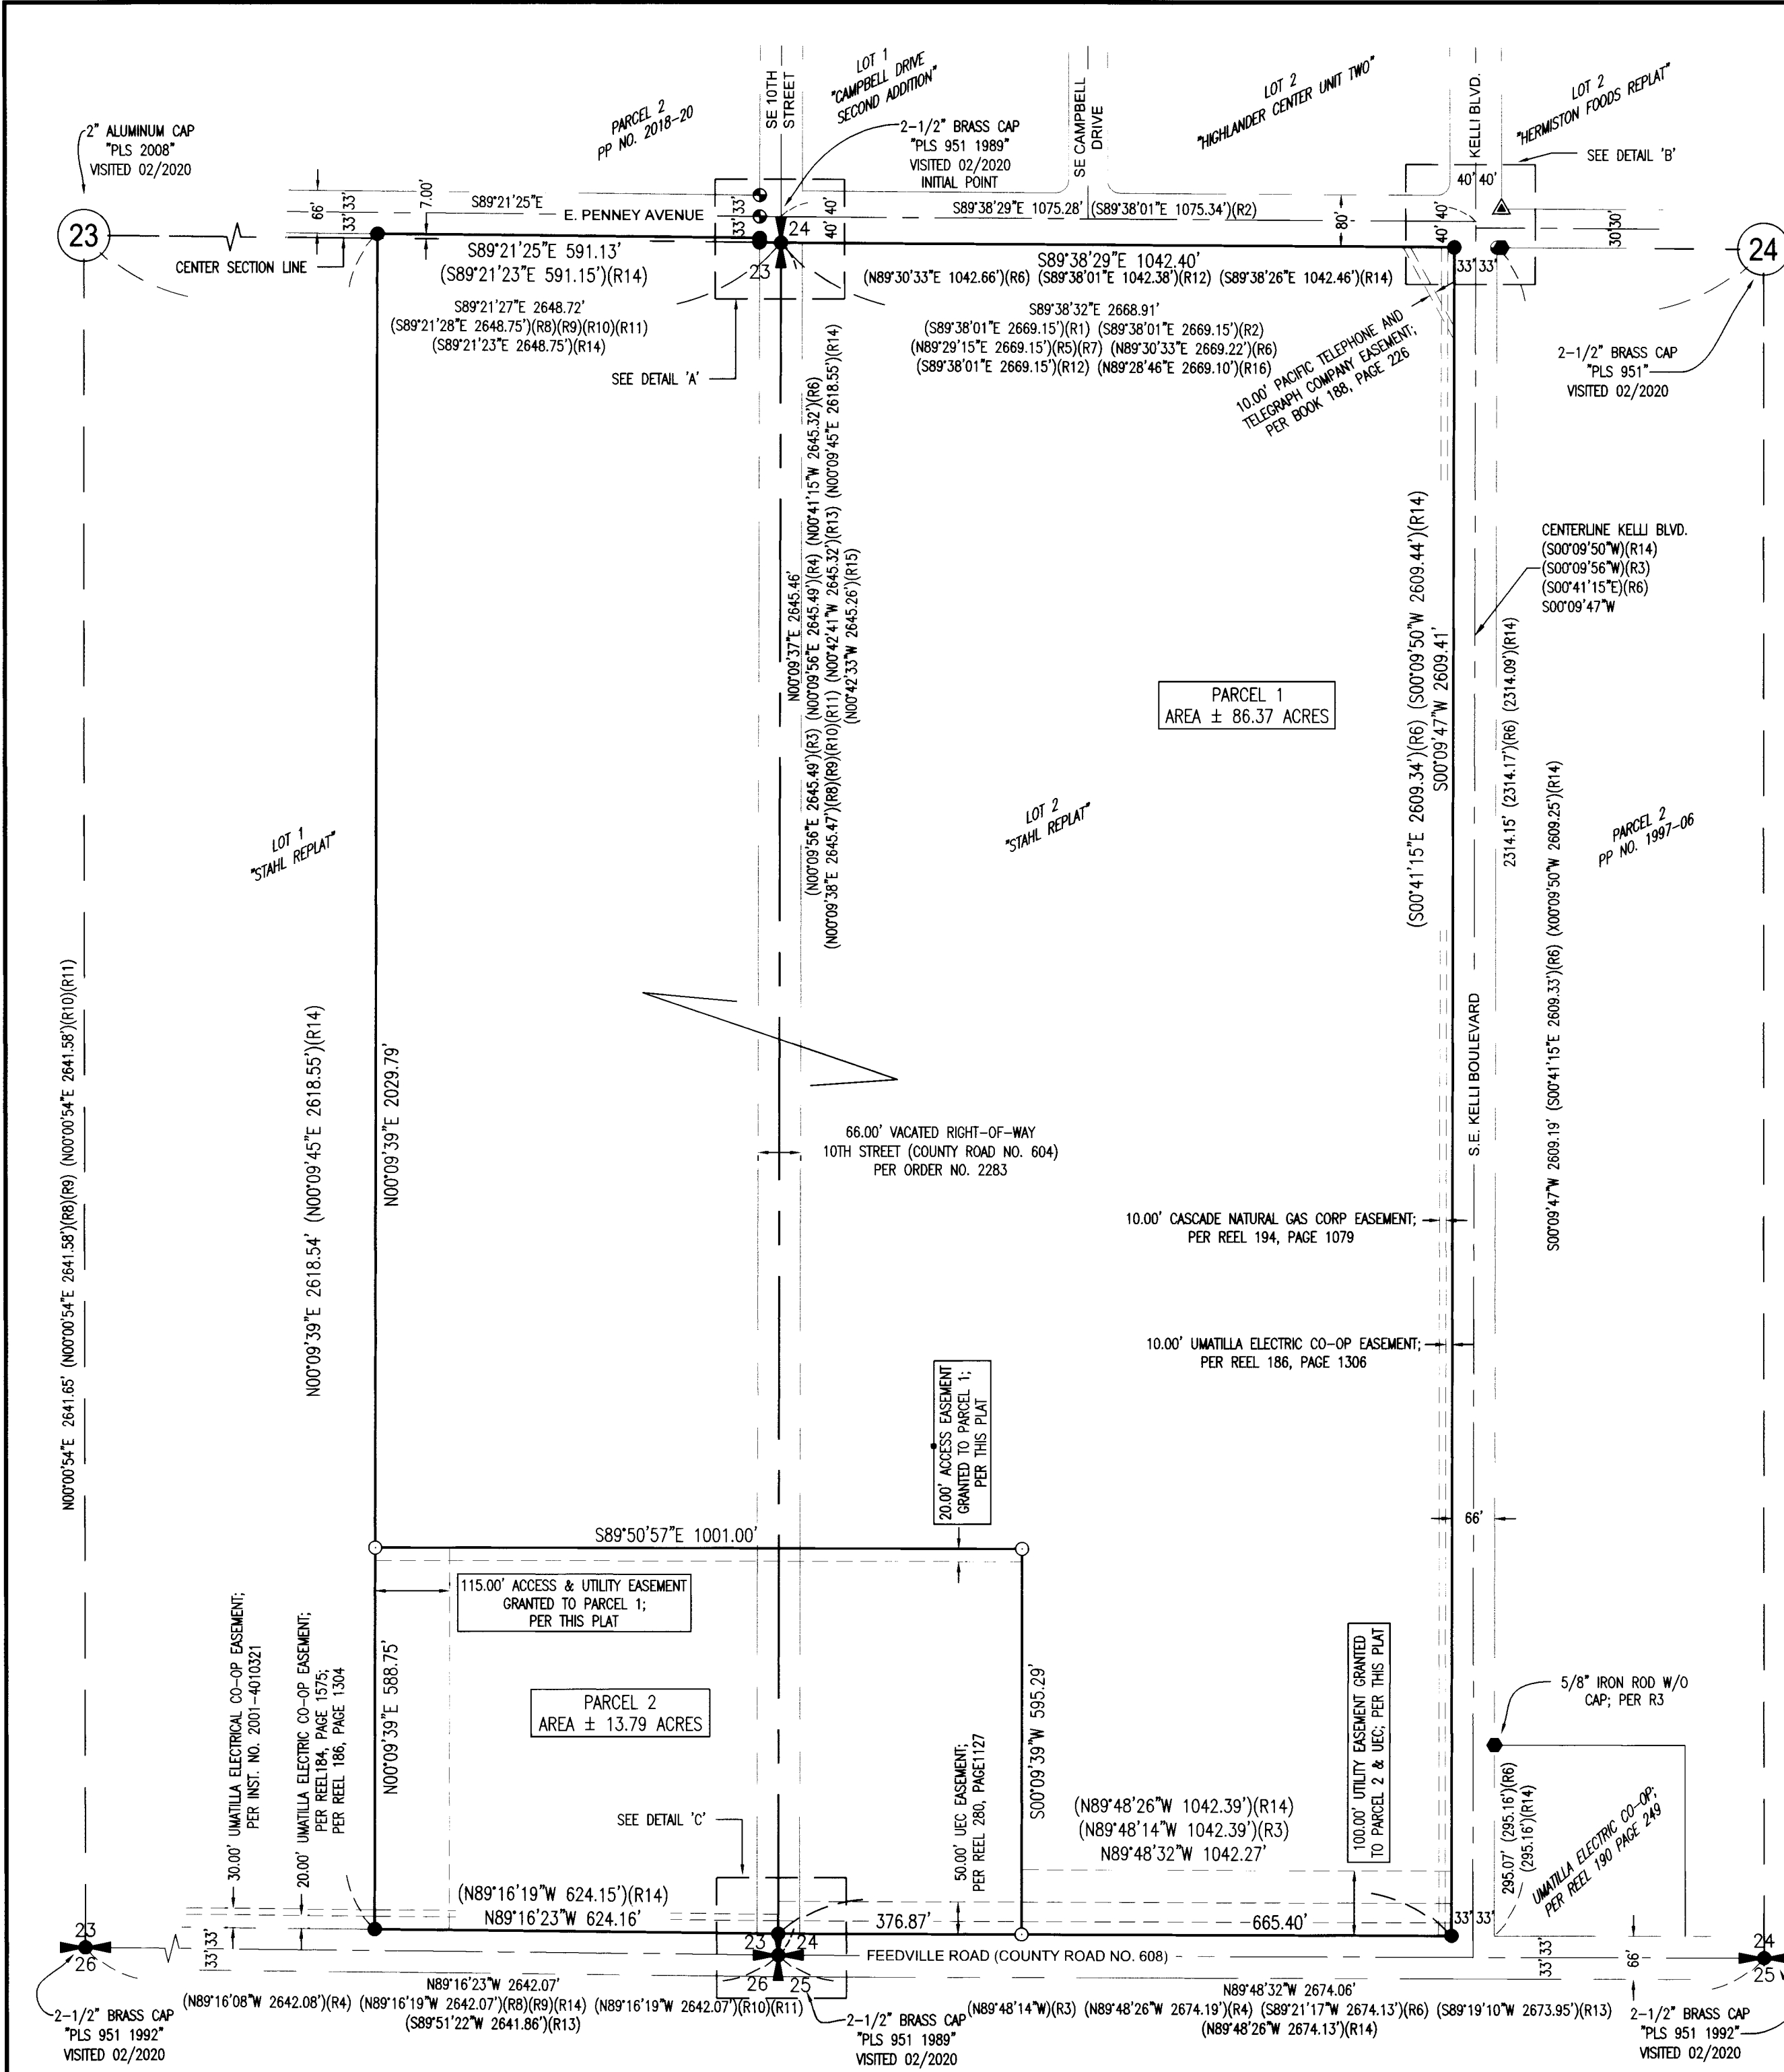 2" ALUMINUM CAP
"PLS 2008"
VISITED 02/2020
PARCEL 2
PP NO. 2018-20
SE 10TH
STREET
LOT 1
"CAMPBELL DRIVE
SECOND ADDITION"
2-1/2" BRASS CAP
"PLS 951 1989"
VISITED 02/2020
INITIAL POINT
SE CAMPBELL
DRIVE
LOT 2
"HIGHLANDER CENTER UNIT TWO"
KELLI BLVD.
LOT 2
"HERMISTON FOODS REPLAT"
SEE DETAIL 'B'
23
66'
33'33'
7.00'
S89°21'25"E
E. PENNEY AVENUE
33'33'
24
40' 40'
S89°38'29"E 1075.28' (S89°38'01"E 1075.34')(R2)
80'
40' 40'
40' 40'
30'30'
24
CENTER SECTION LINE
S89°21'25"E 591.13'
(S89°21'23"E 591.15')(R14)
23
S89°38'29"E 1042.40'
(N89°30'33"E 1042.66')(R6) (S89°38'01"E 1042.38')(R12) (S89°38'26"E 1042.46')(R14)
33' 33'
S89°21'27"E 2648.72'
(S89°21'28"E 2648.75')(R8)(R9)(R10)(R11)
(S89°21'23"E 2648.75')(R14)
S89°38'32"E 2668.91'
(S89°38'01"E 2669.15')(R1) (S89°38'01"E 2669.15')(R2)
(N89°29'15"E 2669.15')(R5)(R7) (N89°30'33"E 2669.22')(R6)
(S89°38'01"E 2669.15')(R12) (N89°28'46"E 2669.10')(R16)
SEE DETAIL 'A'
10.00' PACIFIC TELEPHONE AND
TELEGRAPH COMPANY EASEMENT;
PER BOOK 188, PAGE 226
2-1/2" BRASS CAP
"PLS 951"
VISITED 02/2020
N00°09'37"E 2645.46'
(N00°09'56"E 2645.49')(R3) (N00°09'56"E 2645.49')(R4) (N00°41'15"W 2645.32')(R6)
(N00°09'38"E 2645.47')(R8)(R9)(R10)(R11) (N00°42'41"W 2645.32')(R13) (N00°09'45"E 2618.55')(R14)
(N00°42'33"W 2645.26')(R15)
(S00°41'15"E 2609.34')(R6) (S00°09'50"W 2609.44')(R14)
S00°09'47"W 2609.41'
CENTERLINE KELLI BLVD.
(S00°09'50"W)(R14)
(S00°09'56"W)(R3)
(S00°41'15"E)(R6)
S00°09'47"W
2314.15' (2314.17')(R6) (2314.09')(R14)
PARCEL 1
AREA ± 86.37 ACRES
LOT 1
"STAHL REPLAT"
LOT 2
"STAHL REPLAT"
PARCEL 2
PP NO. 1997-06
S00°09'47"W 2609.19' (S00°41'15"E 2609.33')(R6) (X00°09'50"W 2609.25')(R14)
N00°00'54"E 2641.65' (N00°00'54"E 2641.58')(R8)(R9) (N00°00'54"E 2641.58')(R10)(R11)
N00°09'39"E 2618.54' (N00°09'45"E 2618.55')(R14)
N00°09'39"E 2029.79'
S.E. KELLI BOULEVARD
66.00' VACATED RIGHT-OF-WAY
10TH STREET (COUNTY ROAD NO. 604)
PER ORDER NO. 2283
10.00' CASCADE NATURAL GAS CORP EASEMENT;
PER REEL 194, PAGE 1079
10.00' UMATILLA ELECTRIC CO-OP EASEMENT;
PER REEL 186, PAGE 1306
20.00' ACCESS EASEMENT
GRANTED TO PARCEL 1;
PER THIS PLAT
66'
S89°50'57"E 1001.00'
115.00' ACCESS & UTILITY EASEMENT
GRANTED TO PARCEL 1;
PER THIS PLAT
30.00' UMATILLA ELECTRICAL CO-OP EASEMENT;
PER INST. NO. 2001-4010321
20.00' UMATILLA ELECTRIC CO-OP EASEMENT;
PER REEL184, PAGE 1575;
PER REEL 186, PAGE 1304
N00°09'39"E 588.75'
PARCEL 2
AREA ± 13.79 ACRES
S00°09'39"W 595.29'
50.00' UEC EASEMENT;
PER REEL 280, PAGE1127
100.00' UTILITY EASEMENT GRANTED
TO PARCEL 2 & UEC; PER THIS PLAT
5/8" IRON ROD W/O
CAP; PER R3
SEE DETAIL 'C'
(N89°48'26"W 1042.39')(R14)
(N89°48'14"W 1042.39')(R3)
N89°48'32"W 1042.27'
295.07' (295.16')(R6)
(295.16')(R14)
UMATILLA ELECTRIC CO-OP;
PER REEL 190 PAGE 249
(N89°16'19"W 624.15')(R14)
N89°16'23"W 624.16'
376.87'
665.40'
33' 33'
23
26
33'33'
23 24
26 25
FEEDVILLE ROAD (COUNTY ROAD NO. 608)
33'33'
66'
24
25
N89°16'23"W 2642.07'
(N89°16'08"W 2642.08')(R4) (N89°16'19"W 2642.07')(R8)(R9)(R14) (N89°16'19"W 2642.07')(R10)(R11)
(S89°51'22"W 2641.86')(R13)
N89°48'32"W 2674.06'
(N89°48'14"W)(R3) (N89°48'26"W 2674.19')(R4) (S89°21'17"W 2674.13')(R6) (S89°19'10"W 2673.95')(R13)
(N89°48'26"W 2674.13')(R14)
2-1/2" BRASS CAP
"PLS 951 1992"
VISITED 02/2020
2-1/2" BRASS CAP
"PLS 951 1989"
VISITED 02/2020
2-1/2" BRASS CAP
"PLS 951 1992"
VISITED 02/2020